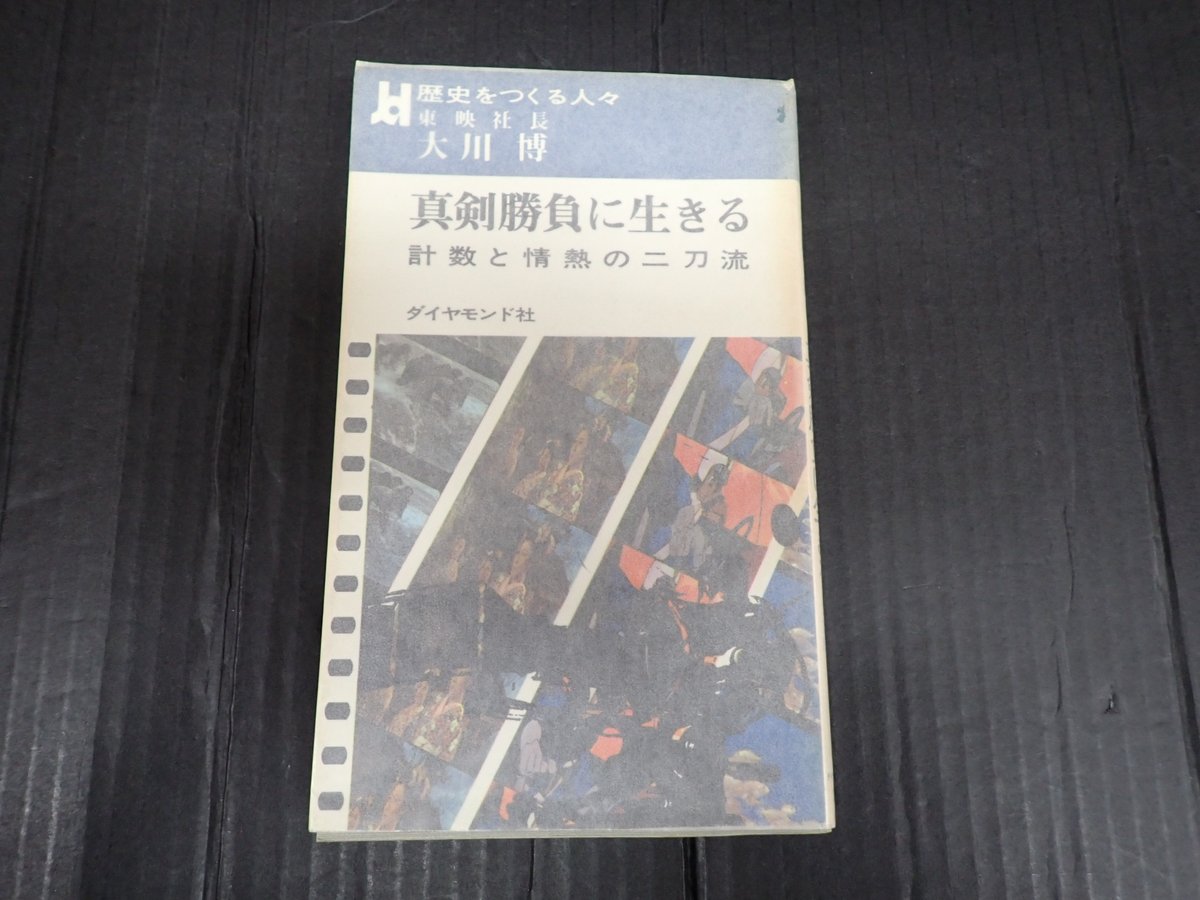 歴史をつくる人々
東映社長
大川 博
真剣勝負に生きる
計数と情熱の二刀流
ダイヤモンド社